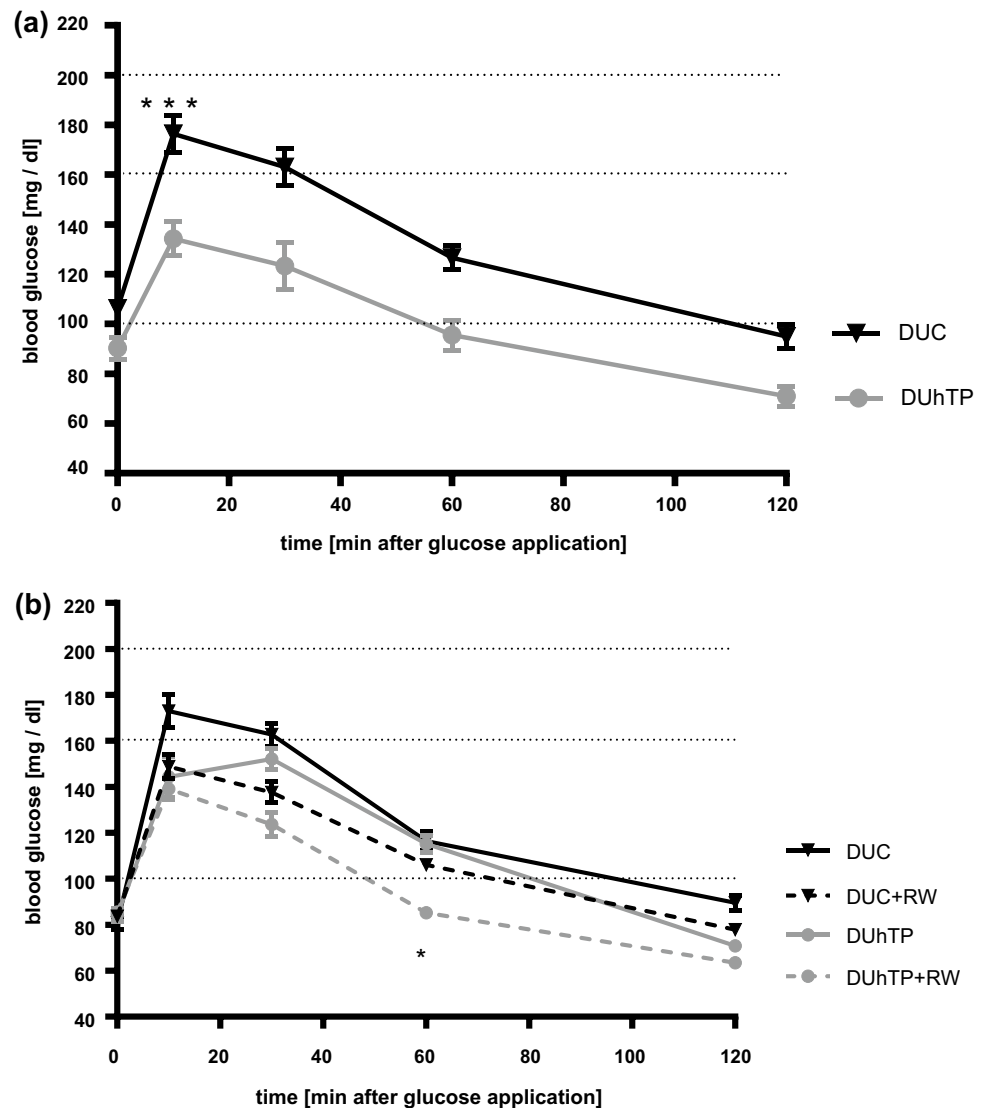 (a)
220
200
180
160
140
120
100
80
60
40
blood glucose [mg / dl]
* * *
0 20 40 60 80 100 120
time [min after glucose application]
DUC
DUhTP
(b)
220
200
180
160
140
120
100
80
60
40
blood glucose [mg / dl]
*
0 20 40 60 80 100 120
time [min after glucose application]
DUC
DUC+RW
DUhTP
DUhTP+RW